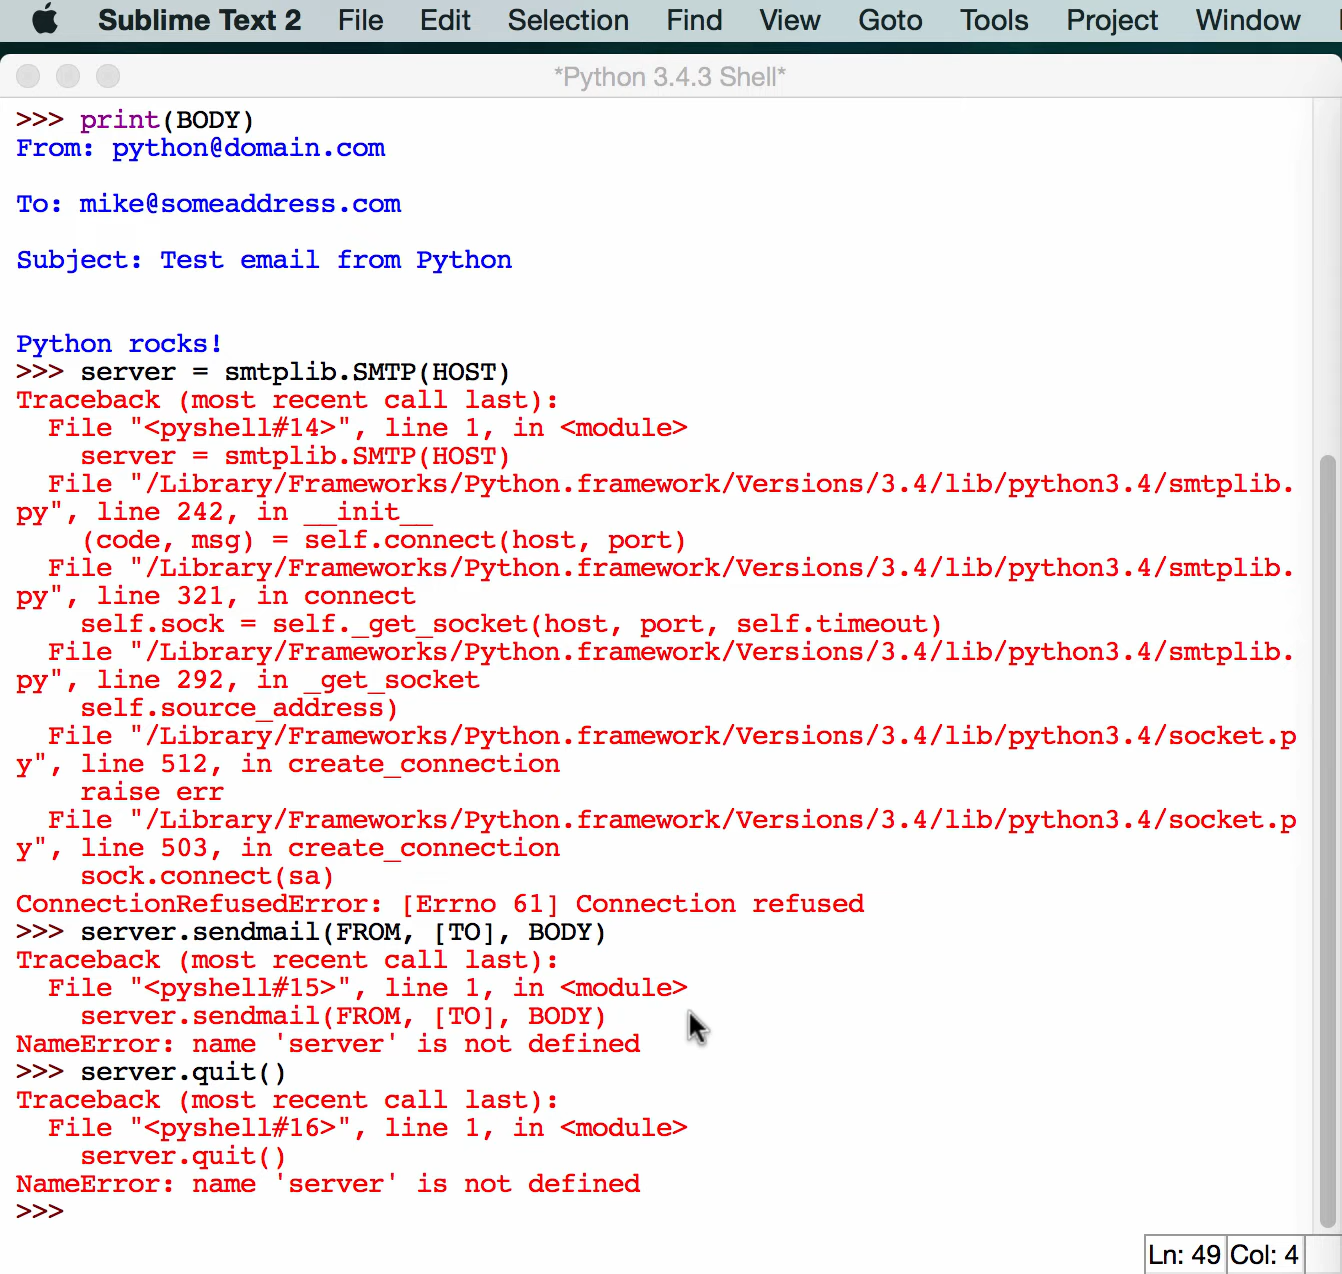 Sublime Text 2 File Edit Selection Find View Goto Tools Project Window
*Python 3.4.3 Shell*
>>> print(BODY)
From: python@domain.com
To: mike@someaddress.com
Subject: Test email from Python
Python rocks!
>>> server = smtplib.SMTP(HOST)
Traceback (most recent call last):
  File "<pyshell#14>", line 1, in <module>
    server = smtplib.SMTP(HOST)
  File "/Library/Frameworks/Python.framework/Versions/3.4/lib/python3.4/smtplib.
py", line 242, in __init__
    (code, msg) = self.connect(host, port)
  File "/Library/Frameworks/Python.framework/Versions/3.4/lib/python3.4/smtplib.
py", line 321, in connect
    self.sock = self._get_socket(host, port, self.timeout)
  File "/Library/Frameworks/Python.framework/Versions/3.4/lib/python3.4/smtplib.
py", line 292, in _get_socket
    self.source_address)
  File "/Library/Frameworks/Python.framework/Versions/3.4/lib/python3.4/socket.p
y", line 512, in create_connection
    raise err
  File "/Library/Frameworks/Python.framework/Versions/3.4/lib/python3.4/socket.p
y", line 503, in create_connection
    sock.connect(sa)
ConnectionRefusedError: [Errno 61] Connection refused
>>> server.sendmail(FROM, [TO], BODY)
Traceback (most recent call last):
  File "<pyshell#15>", line 1, in <module>
    server.sendmail(FROM, [TO], BODY)
NameError: name 'server' is not defined
>>> server.quit()
Traceback (most recent call last):
  File "<pyshell#16>", line 1, in <module>
    server.quit()
NameError: name 'server' is not defined
>>>
Ln: 49 Col: 4